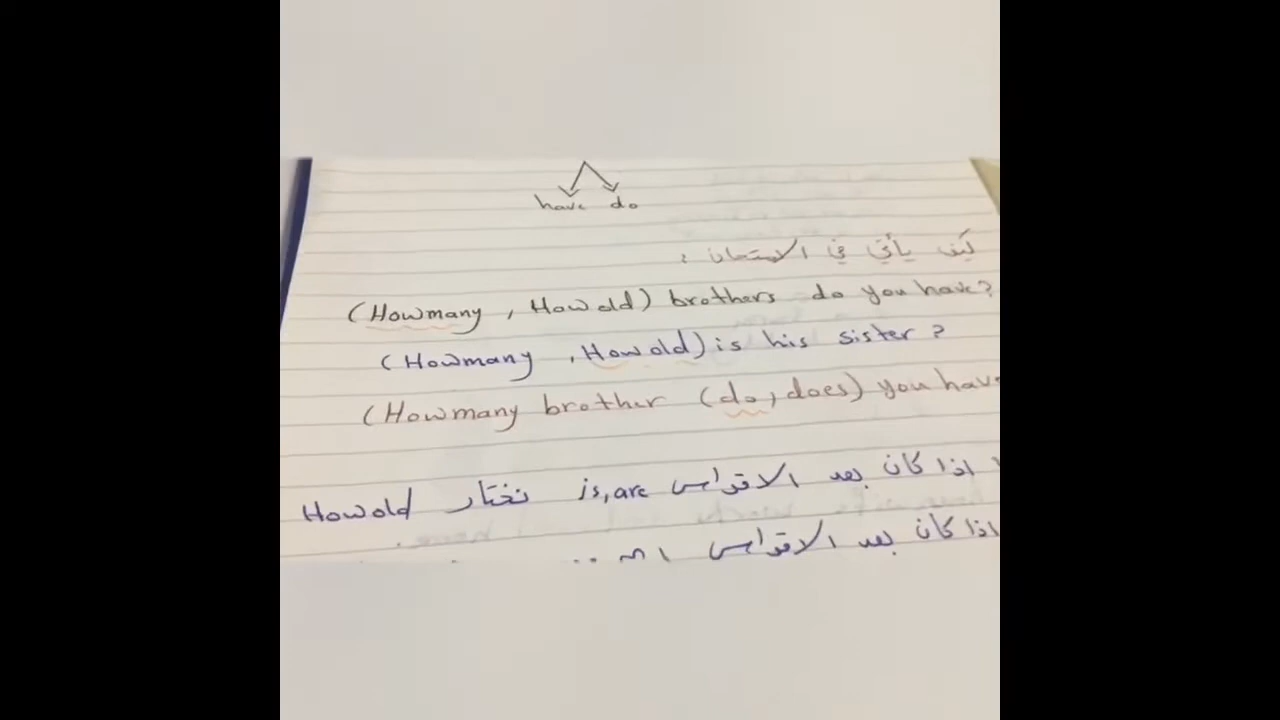 have do
كيف يأتي في الامتحان :
(Howmany , How old) brothers do you have?
(Howmany , How old) is his sister ?
(Howmany brother (do, does) you have
اذا كان بعد الاقواس is, are نختار How old
اذا كان بعد الاقواس